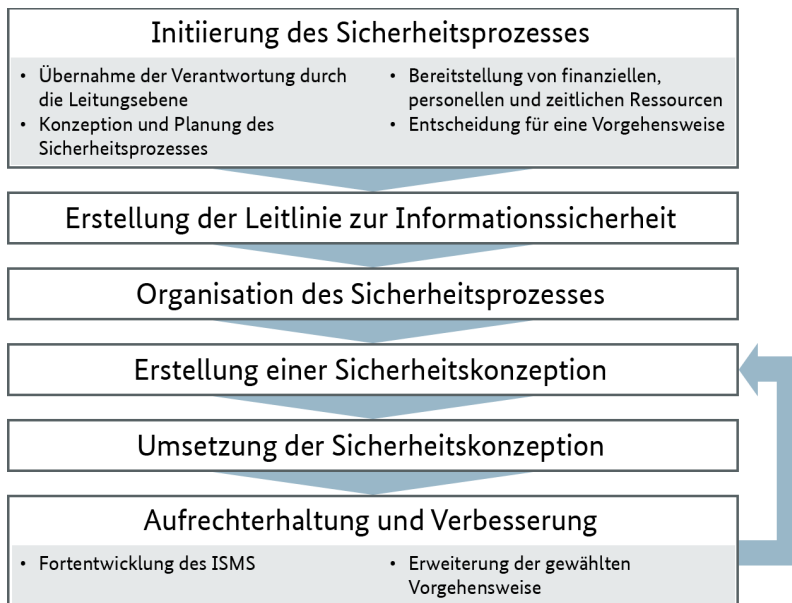 Initiierung des Sicherheitsprozesses
• Übernahme der Verantwortung durch
die Leitungsebene
• Konzeption und Planung des
Sicherheitsprozesses
• Bereitstellung von finanziellen,
personellen und zeitlichen Ressourcen
• Entscheidung für eine Vorgehensweise
Erstellung der Leitlinie zur Informationssicherheit
Organisation des Sicherheitsprozesses
Erstellung einer Sicherheitskonzeption
Umsetzung der Sicherheitskonzeption
Aufrechterhaltung und Verbesserung
• Fortentwicklung des ISMS
• Erweiterung der gewählten
Vorgehensweise